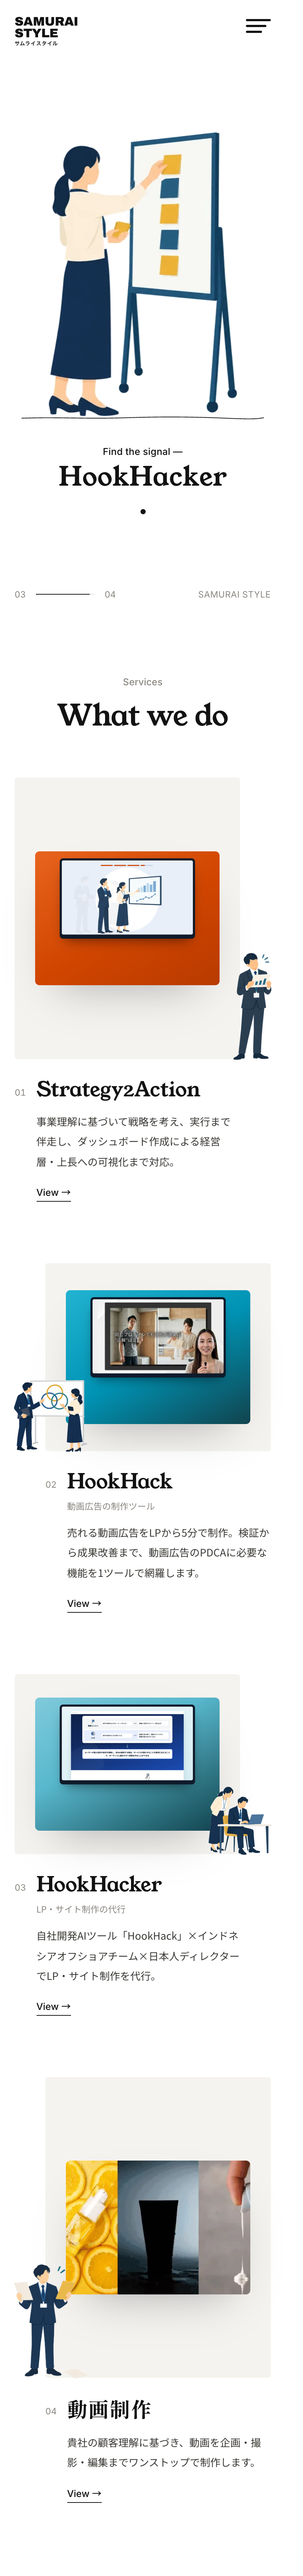 SAMURAI
STYLE
サムライスタイル
Find the signal —
HookHacker
03
04
SAMURAI STYLE
Services
What we do
01
Strategy2Action
事業理解に基づいて戦略を考え、実行まで
伴走し、ダッシュボード作成による経営
層・上長への可視化まで対応。
View →
02
HookHack
動画広告の制作ツール
売れる動画広告をLPから5分で制作。検証か
ら成果改善まで、動画広告のPDCAに必要な
機能を1ツールで網羅します。
View →
03
HookHacker
LP・サイト制作の代行
自社開発AIツール「HookHack」×インドネ
シアオフショアチーム×日本人ディレクター
でLP・サイト制作を代行。
View →
04
動画制作
貴社の顧客理解に基づき、動画を企画・撮
影・編集までワンストップで制作します。
View →